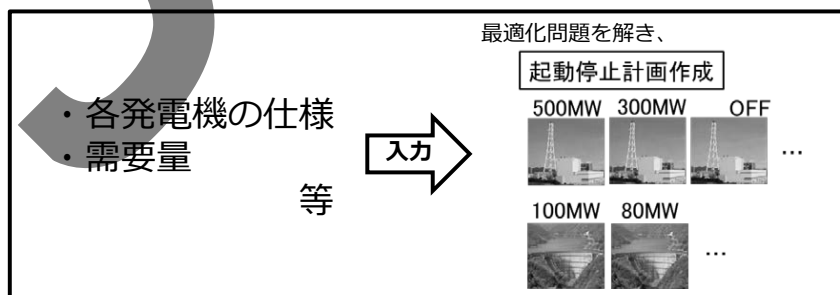 最適化問題を解き、
起動停止計画作成
・各発電機の仕様
・需要量
等
入力
500MW 300MW OFF
…
100MW 80MW
…